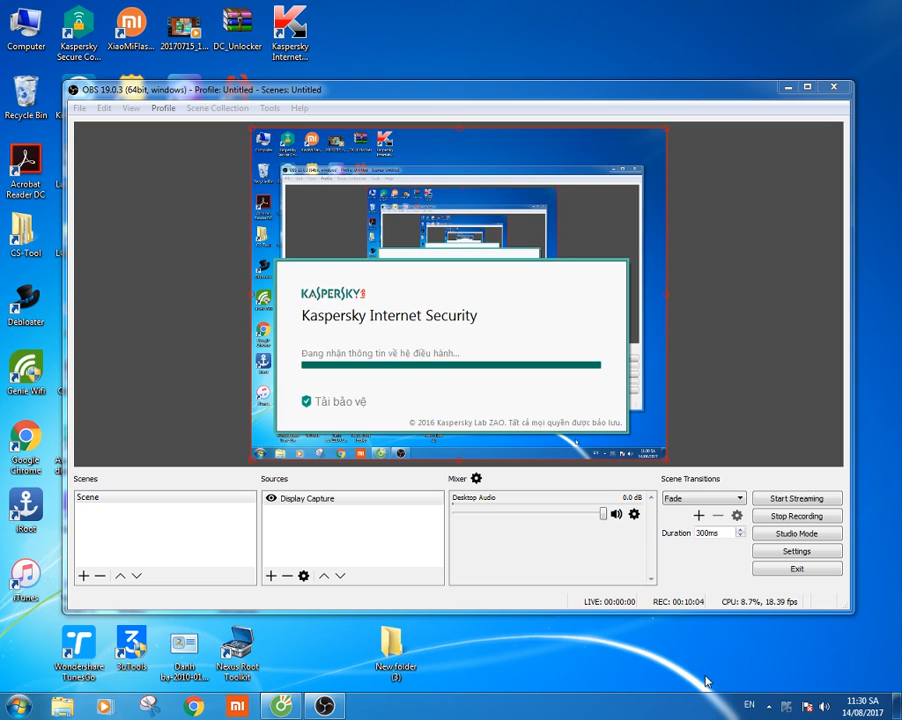 Computer
Kaspersky
Secure Co...
XiaoMiFlas...
20170715_1...
DC_Unlocker
Kaspersky
Internet...
Recycle Bin
Acrobat
Reader DC
CS-Tool
Debloater
Genie Wifi
Google
Chrome
iRoot
iTunes
OBS 19.0.3 (64bit, windows) - Profile: Untitled - Scenes: Untitled
File Edit View Profile Scene Collection Tools Help
KASPERSKY
Kaspersky Internet Security
Đang nhận thông tin về hệ điều hành...
Tải bảo vệ
© 2016 Kaspersky Lab ZAO. Tất cả mọi quyền được bảo lưu.
Scenes
Scene
Sources
Display Capture
Mixer
Desktop Audio 0.0 dB
Scene Transitions
Fade
Duration 300ms
Start Streaming
Stop Recording
Studio Mode
Settings
Exit
LIVE: 00:00:00 REC: 00:10:04 CPU: 8.7%, 18.39 fps
Wondershare
TunesGo
3uTools
Danh
bạ-2010-01...
Nexus Root
Toolkit
New folder
(3)
EN
11:30 SA
14/08/2017